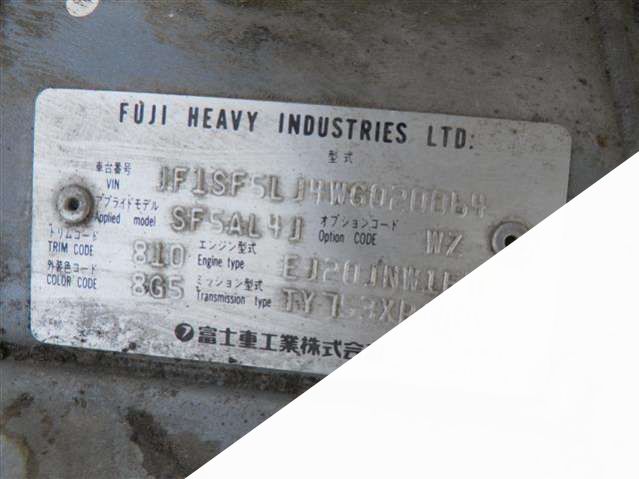 FUJI HEAVY INDUSTRIES LTD.
型式
車台番号
VIN JF1SF5LJ4WG020064
アプライドモデル
Applied model SF5AL4J オプションコード
Option CODE WZ
トリムコード
TRIM CODE 810 エンジン型式
Engine type
外装色コード
COLOR CODE 8G5 ミッション型式
Transmission type
富士重工業株式会